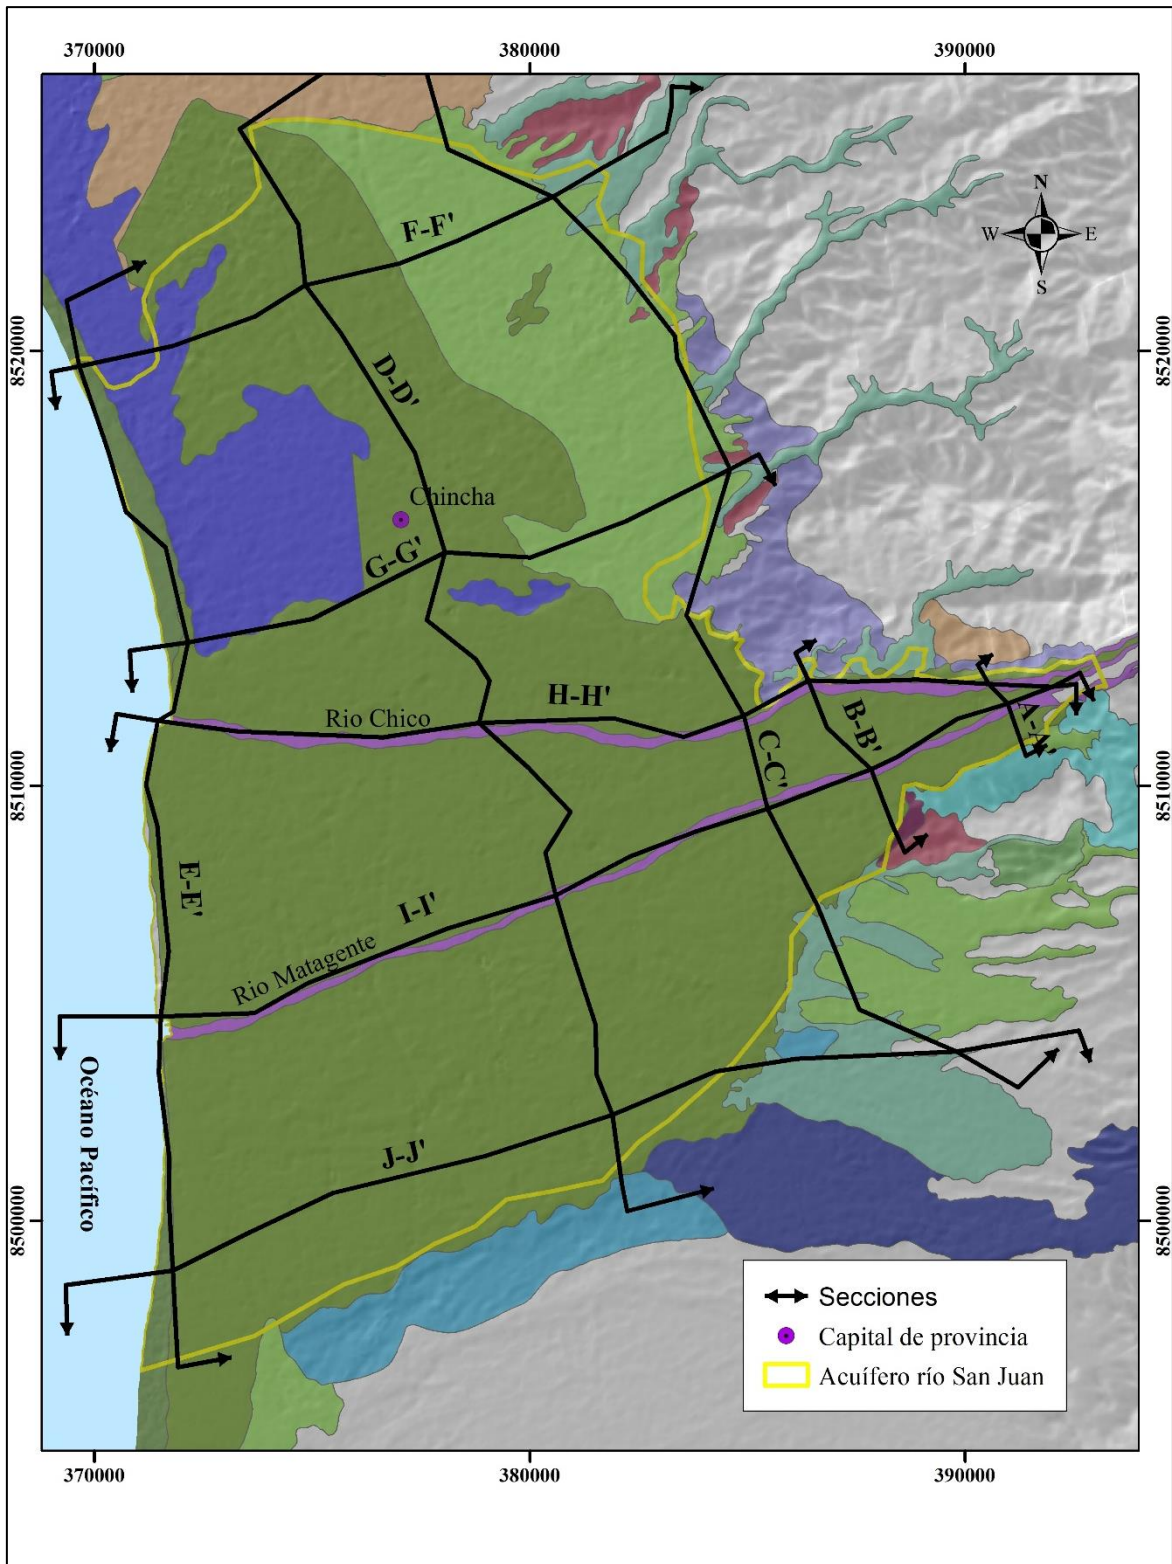 370000
380000
390000
N
W
E
S
F-F'
8520000
8520000
D-D'
Chincha
G-G'
H-H'
Rio Chico
B-B'
A-A'
C-C'
8510000
8510000
E-E'
I-I'
Rio Matagente
Océano Pacífico
J-J'
8500000
8500000
Secciones
Capital de provincia
Acuífero río San Juan
370000
380000
390000